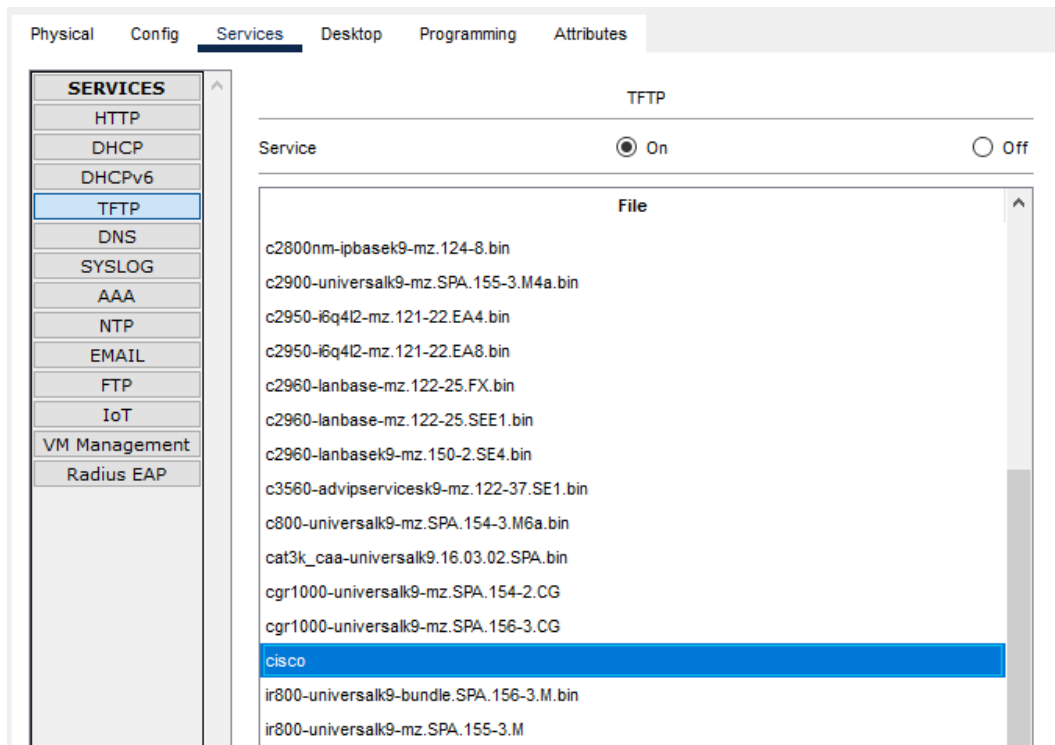 Physical Config Services Desktop Programming Attributes
SERVICES
HTTP
DHCP
DHCPv6
TFTP
DNS
SYSLOG
AAA
NTP
EMAIL
FTP
IoT
VM Management
Radius EAP
TFTP
Service On Off
File
c2800nm-ipbasek9-mz.124-8.bin
c2900-universalk9-mz.SPA.155-3.M4a.bin
c2950-i6q4l2-mz.121-22.EA4.bin
c2950-i6q4l2-mz.121-22.EA8.bin
c2960-lanbase-mz.122-25.FX.bin
c2960-lanbase-mz.122-25.SEE1.bin
c2960-lanbasek9-mz.150-2.SE4.bin
c3560-advipservicesk9-mz.122-37.SE1.bin
c800-universalk9-mz.SPA.154-3.M6a.bin
cat3k_caa-universalk9.16.03.02.SPA.bin
cgr1000-universalk9-mz.SPA.154-2.CG
cgr1000-universalk9-mz.SPA.156-3.CG
cisco
ir800-universalk9-bundle.SPA.156-3.M.bin
ir800-universalk9-mz.SPA.155-3.M